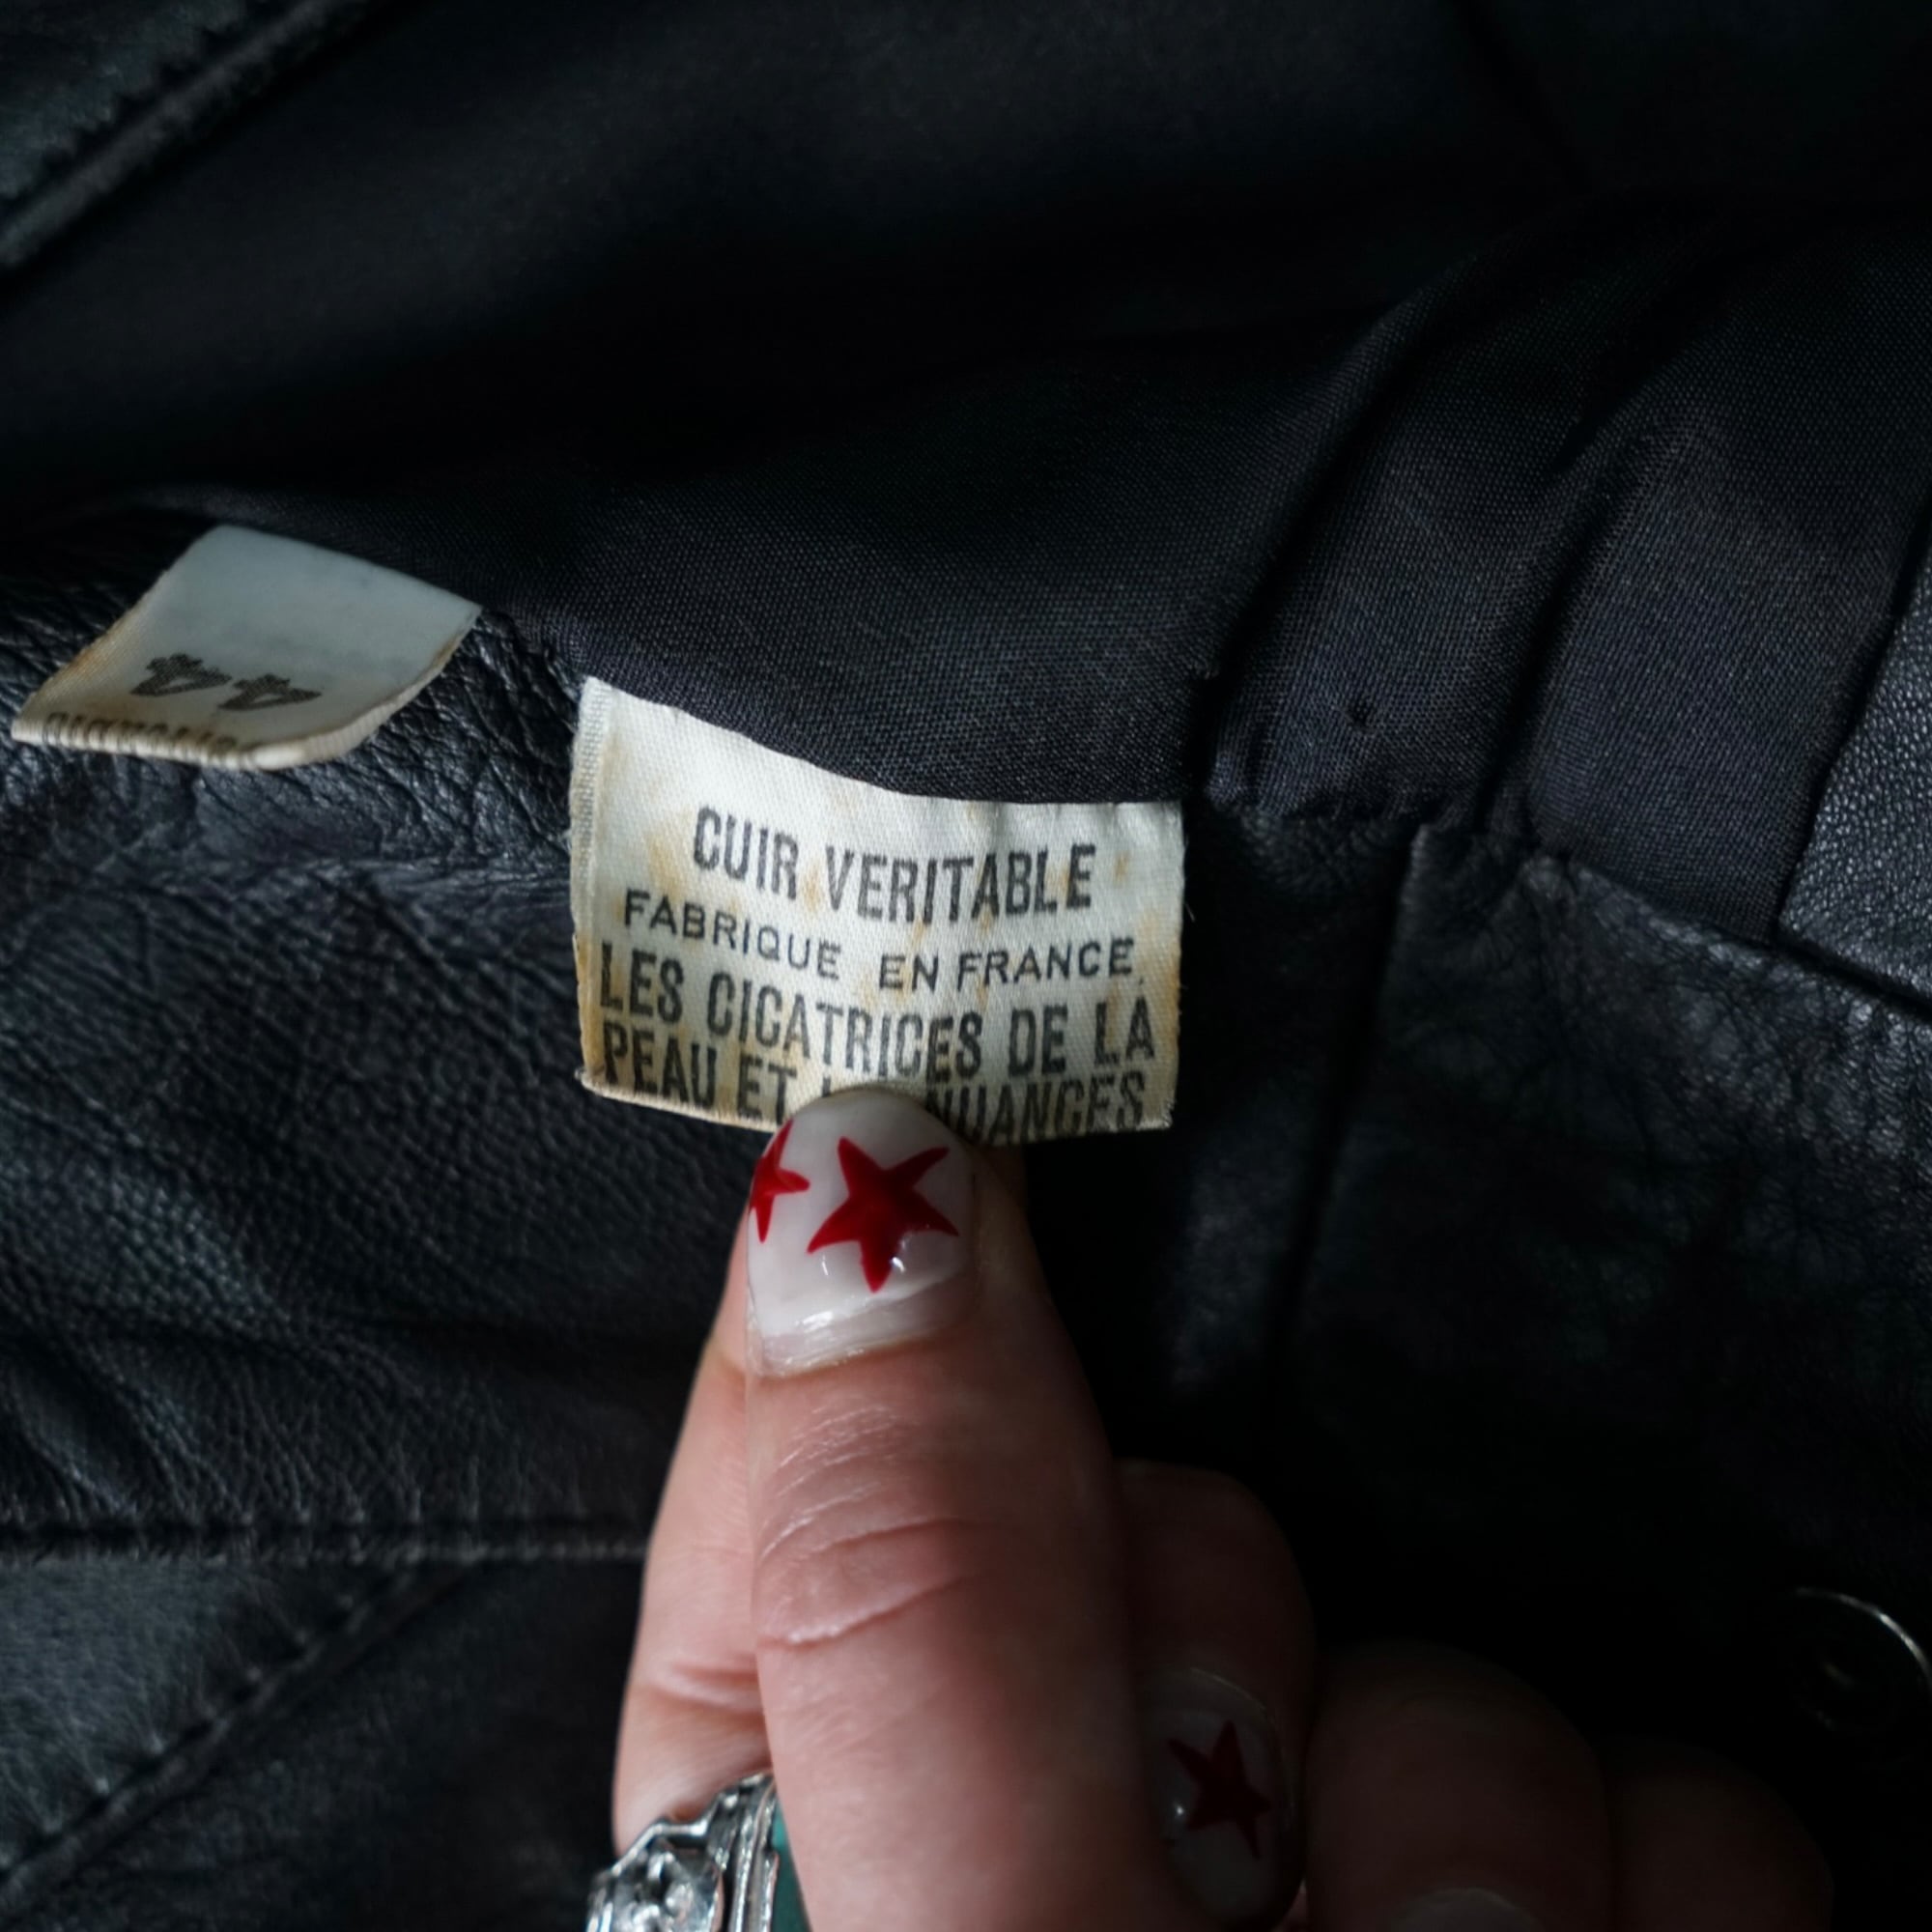 44
CUIR VERITABLE
FABRIQUE EN FRANCE
LES CICATRICES DE LA
PEAU ET NUANCES